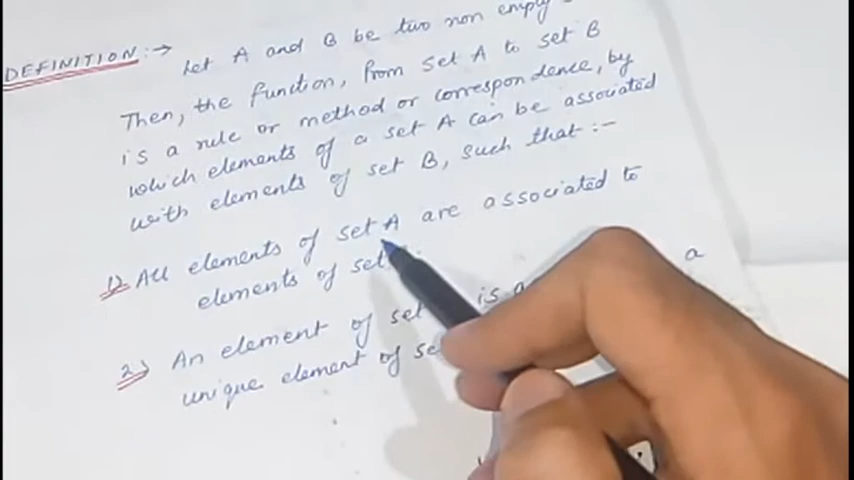 DEFINITION :→ Let A and B be two non empty
Then, the function, from set A to set B
is a rule or method or correspondence, by
which elements of a set A can be associated
with elements of set B, such that :-
1) All elements of set A are associated to
elements of set
2) An element of set is a a
unique element of